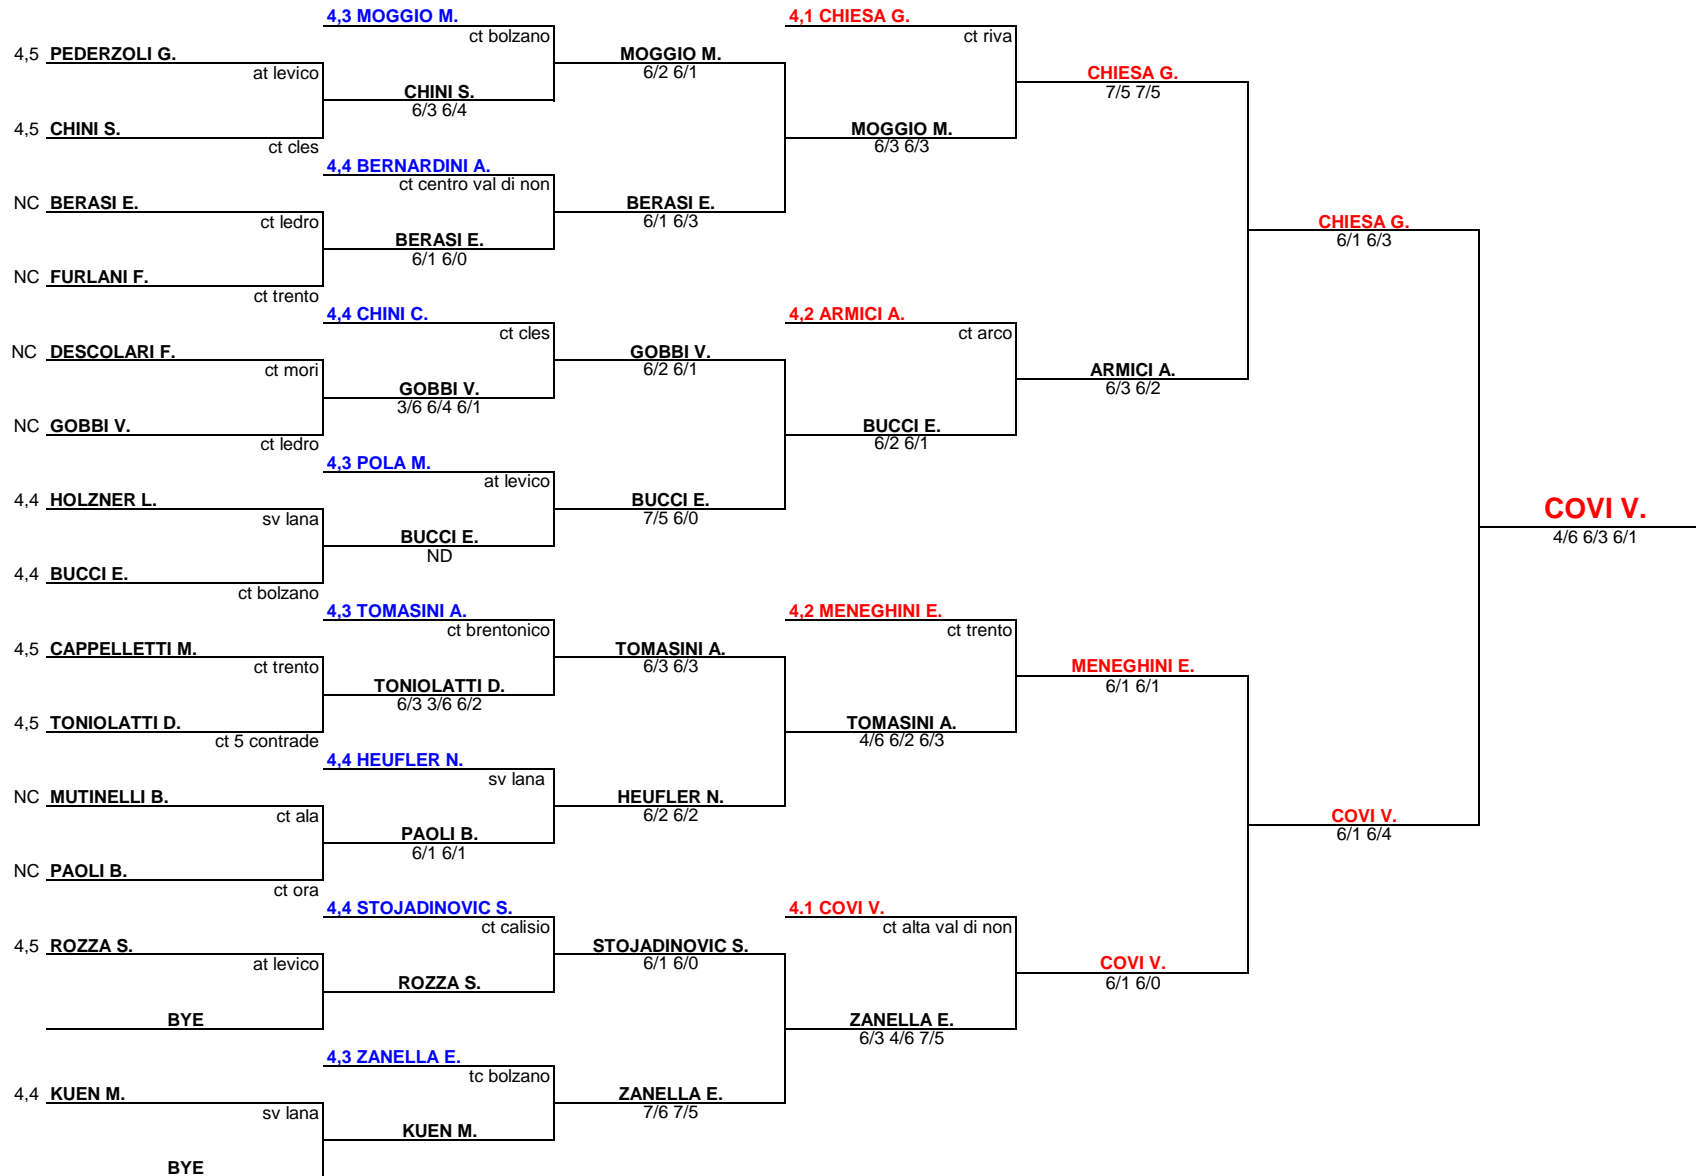 4,3 MOGGIO M.
4,1 CHIESA G.
ct bolzano
ct riva
4,5 PEDERZOLI G.
MOGGIO M.
at levico
6/2 6/1
CHIESA G.
CHINI S.
7/5 7/5
6/3 6/4
4,5 CHINI S.
MOGGIO M.
ct cles
6/3 6/3
4,4 BERNARDINI A.
ct centro val di non
NC BERASI E.
BERASI E.
ct ledro
6/1 6/3
CHIESA G.
BERASI E.
6/1 6/3
6/1 6/0
NC FURLANI F.
ct trento
4,4 CHINI C.
4,2 ARMICI A.
ct cles
ct arco
NC DESCOLARI F.
GOBBI V.
ct mori
6/2 6/1
ARMICI A.
GOBBI V.
6/3 6/2
3/6 6/4 6/1
NC GOBBI V.
BUCCI E.
ct ledro
6/2 6/1
4,3 POLA M.
at levico
4,4 HOLZNER L.
BUCCI E.
COVI V.
sv lana
7/5 6/0
BUCCI E.
4/6 6/3 6/1
ND
4,4 BUCCI E.
ct bolzano
4,3 TOMASINI A.
4,2 MENEGHINI E.
ct brentonico
ct trento
4,5 CAPPELLETTI M.
TOMASINI A.
ct trento
6/3 6/3
MENEGHINI E.
TONIOLATTI D.
6/1 6/1
6/3 3/6 6/2
4,5 TONIOLATTI D.
TOMASINI A.
ct 5 contrade
4/6 6/2 6/3
4,4 HEUFLER N.
sv lana
NC MUTINELLI B.
HEUFLER N.
ct ala
6/2 6/2
COVI V.
PAOLI B.
6/1 6/4
6/1 6/1
NC PAOLI B.
ct ora
4,4 STOJADINOVIC S.
4.1 COVI V.
ct calisio
ct alta val di non
4,5 ROZZA S.
STOJADINOVIC S.
at levico
6/1 6/0
COVI V.
ROZZA S.
6/1 6/0
BYE
ZANELLA E.
6/3 4/6 7/5
4,3 ZANELLA E.
tc bolzano
4,4 KUEN M.
ZANELLA E.
sv lana
7/6 7/5
KUEN M.
BYE